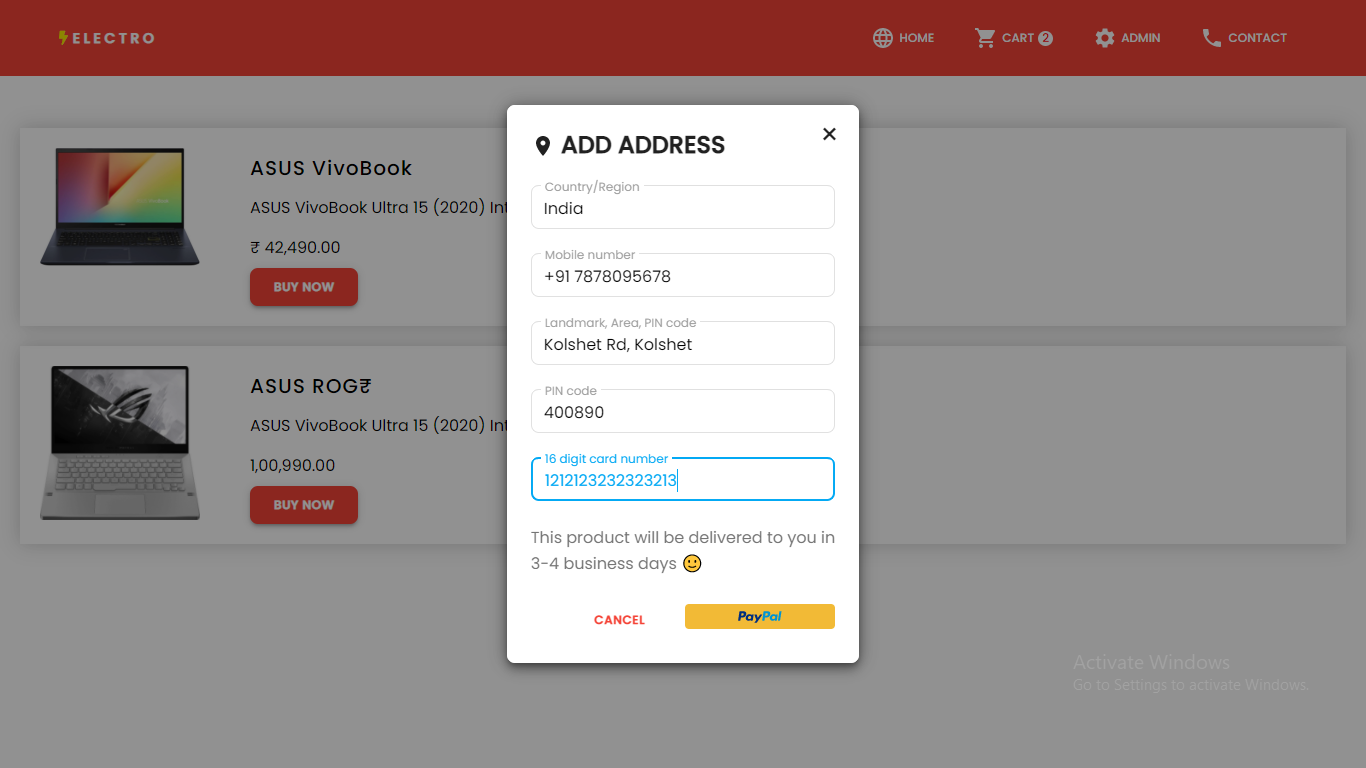 ELECTRO
HOME
CART 2
ADMIN
CONTACT
ASUS VivoBook
ASUS VivoBook Ultra 15 (2020) Int
₹ 42,490.00
BUY NOW
ASUS ROG₹
ASUS VivoBook Ultra 15 (2020) Int
1,00,990.00
BUY NOW
ADD ADDRESS
Country/Region
India
Mobile number
+91 7878095678
Landmark, Area, PIN code
Kolshet Rd, Kolshet
PIN code
400890
16 digit card number
1212123232323213
This product will be delivered to you in
3-4 business days 🙂
CANCEL
PayPal
Activate Windows
Go to Settings to activate Windows.